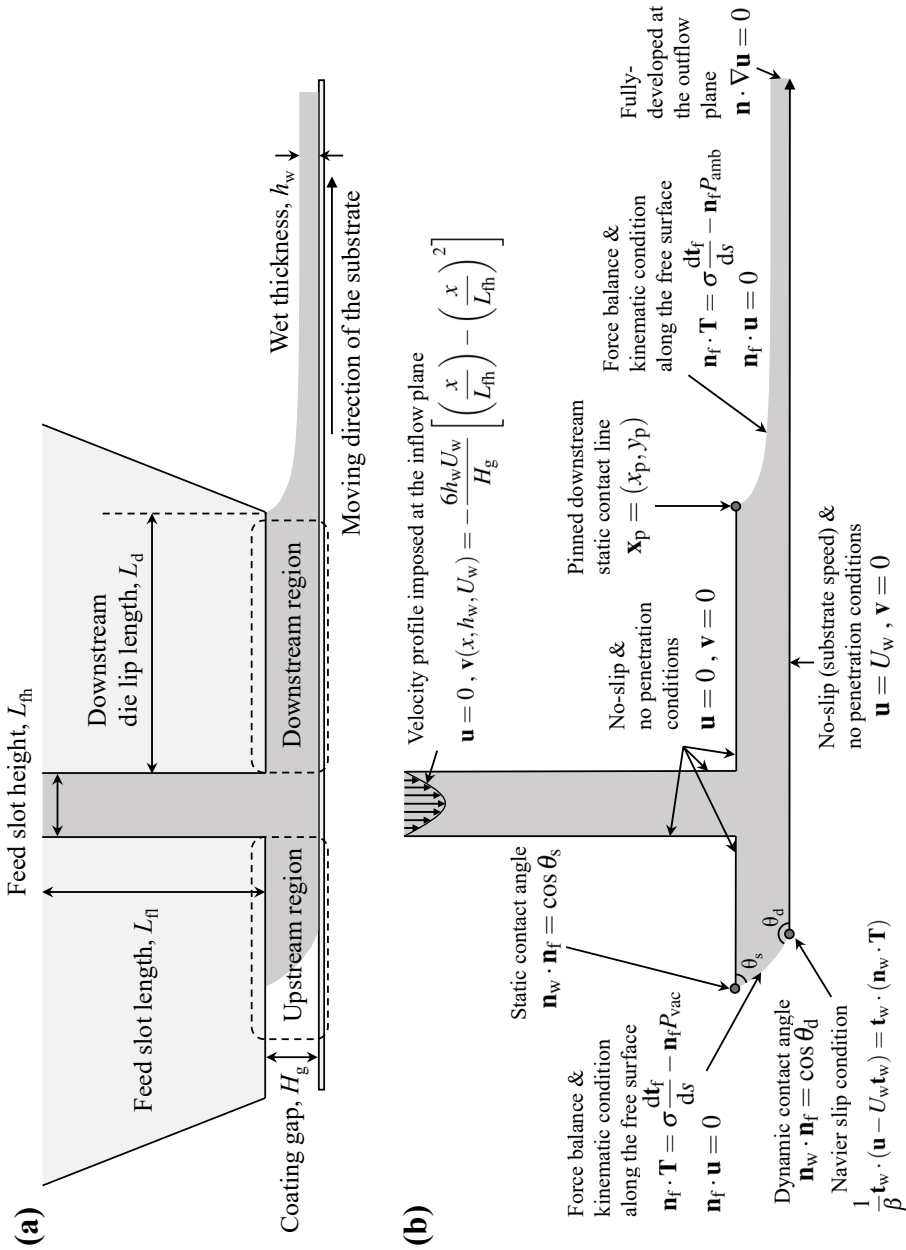 (a)
Feed slot height, L_fh
Feed slot length, L_fl
Downstream
die lip length, L_d
Coating gap, H_g
Upstream region
Downstream region
Wet thickness, h_w
Moving direction of the substrate
(b)
Velocity profile imposed at the inflow plane
u = 0 , v(x, h_w, U_w) = − 6h_wU_w / H_g [ (x / L_fh) − (x / L_fh)^2 ]
Static contact angle
n_w · n_f = cos θ_s
No-slip &
no penetration
conditions
u = 0 , v = 0
Pinned downstream
static contact line
x_p = (x_p, y_p)
Force balance &
kinematic condition
along the free surface
n_f · T = σ dt_f / ds − n_f P_amb
n_f · u = 0
Fully-
developed at
the outflow
plane
n · ∇u = 0
Force balance &
kinematic condition
along the free surface
n_f · T = σ dt_f / ds − n_f P_vac
n_f · u = 0
θ_s
θ_d
Dynamic contact angle
n_w · n_f = cos θ_d
Navier slip condition
1 / β t_w · (u − U_w t_w) = t_w · (n_w · T)
No-slip (substrate speed) &
no penetration conditions
u = U_w , v = 0